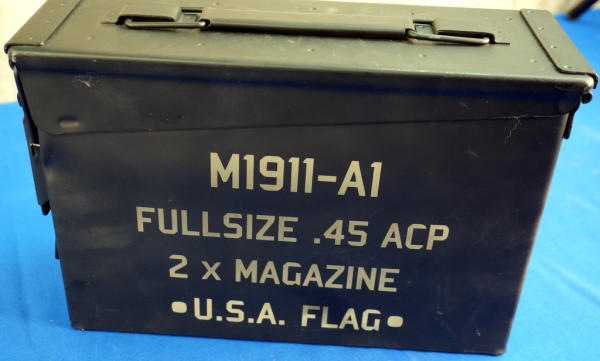 M1911-A1
FULLSIZE .45 ACP
2 x MAGAZINE
•U.S.A. FLAG•